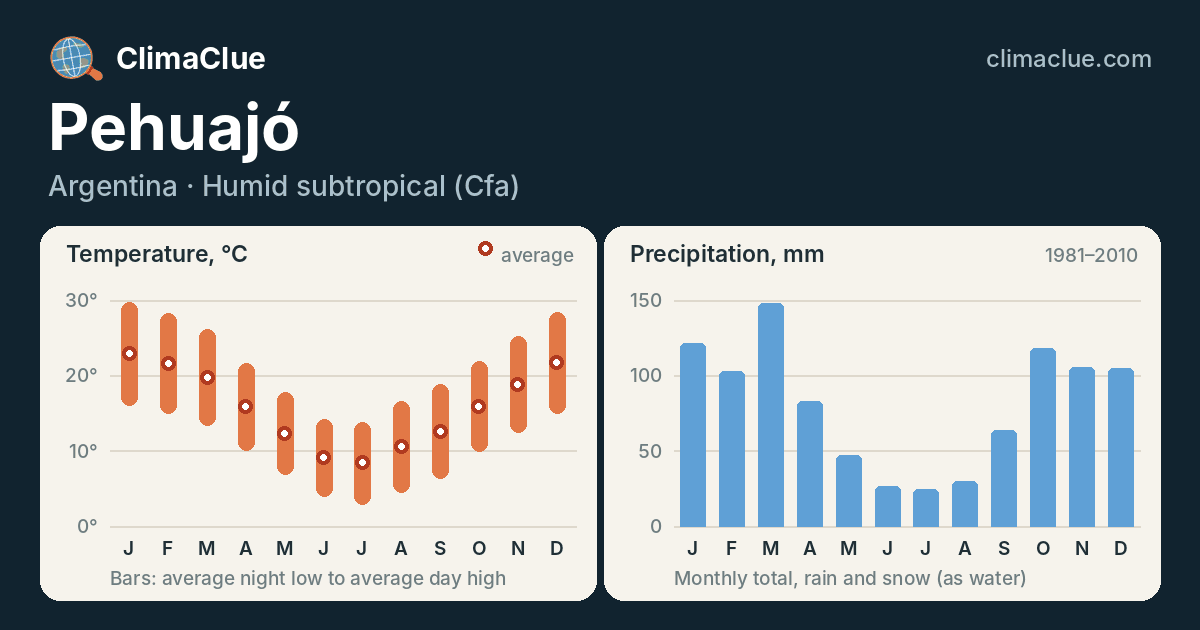 ClimaClue
climaclue.com
Pehuajó
Argentina · Humid subtropical (Cfa)
Temperature, °C
average
30°
20°
10°
0°
J F M A M J J A S O N D
Bars: average night low to average day high
Precipitation, mm
1981–2010
150
100
50
0
J F M A M J J A S O N D
Monthly total, rain and snow (as water)